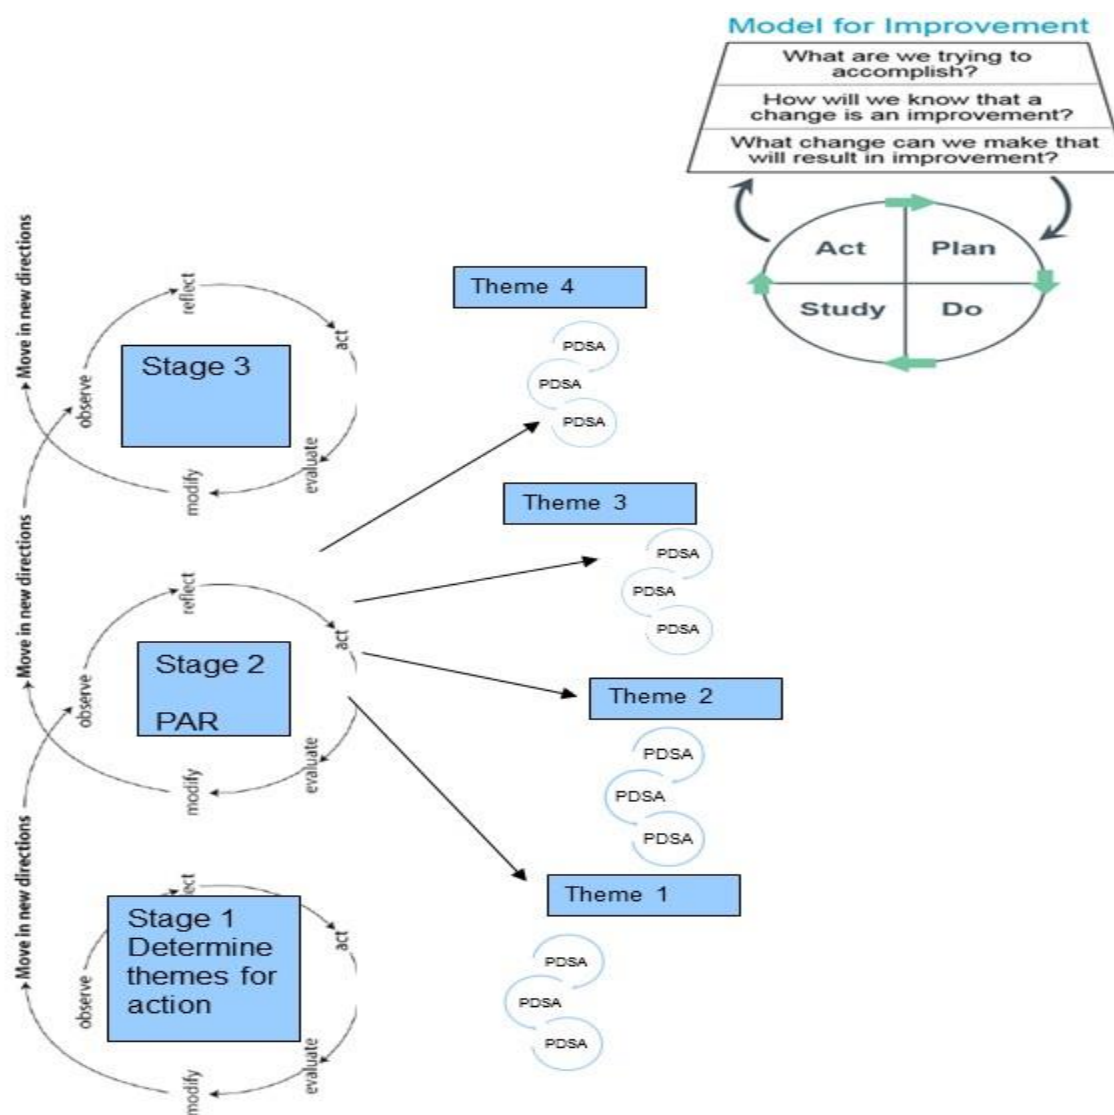 Model for Improvement
What are we trying to
accomplish?
How will we know that a
change is an improvement?
What change can we make that
will result in improvement?
Act
Plan
Study
Do
Move in new directions
reflect
act
observe
Stage 3
evaluate
modify
Theme 4
PDSA
PDSA
PDSA
Theme 3
PDSA
PDSA
PDSA
Move in new directions
reflect
act
observe
Stage 2
PAR
evaluate
modify
Theme 2
PDSA
PDSA
PDSA
Theme 1
PDSA
PDSA
PDSA
Move in new directions
act
observe
Stage 1
Determine
themes for
action
evaluate
modify